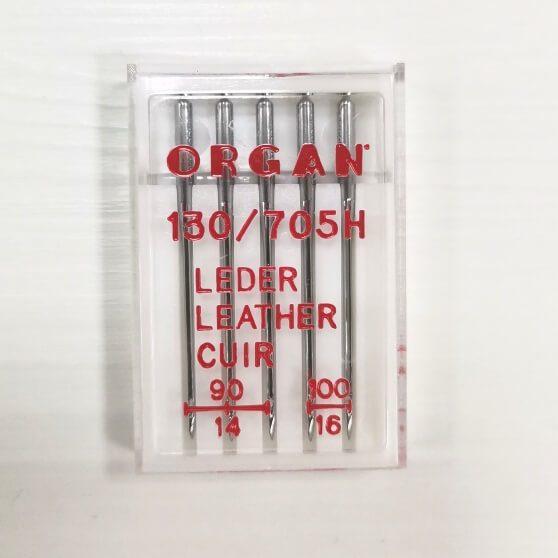 ORGAN
130/705H
LEDER
LEATHER
CUIR
90 100
14 16